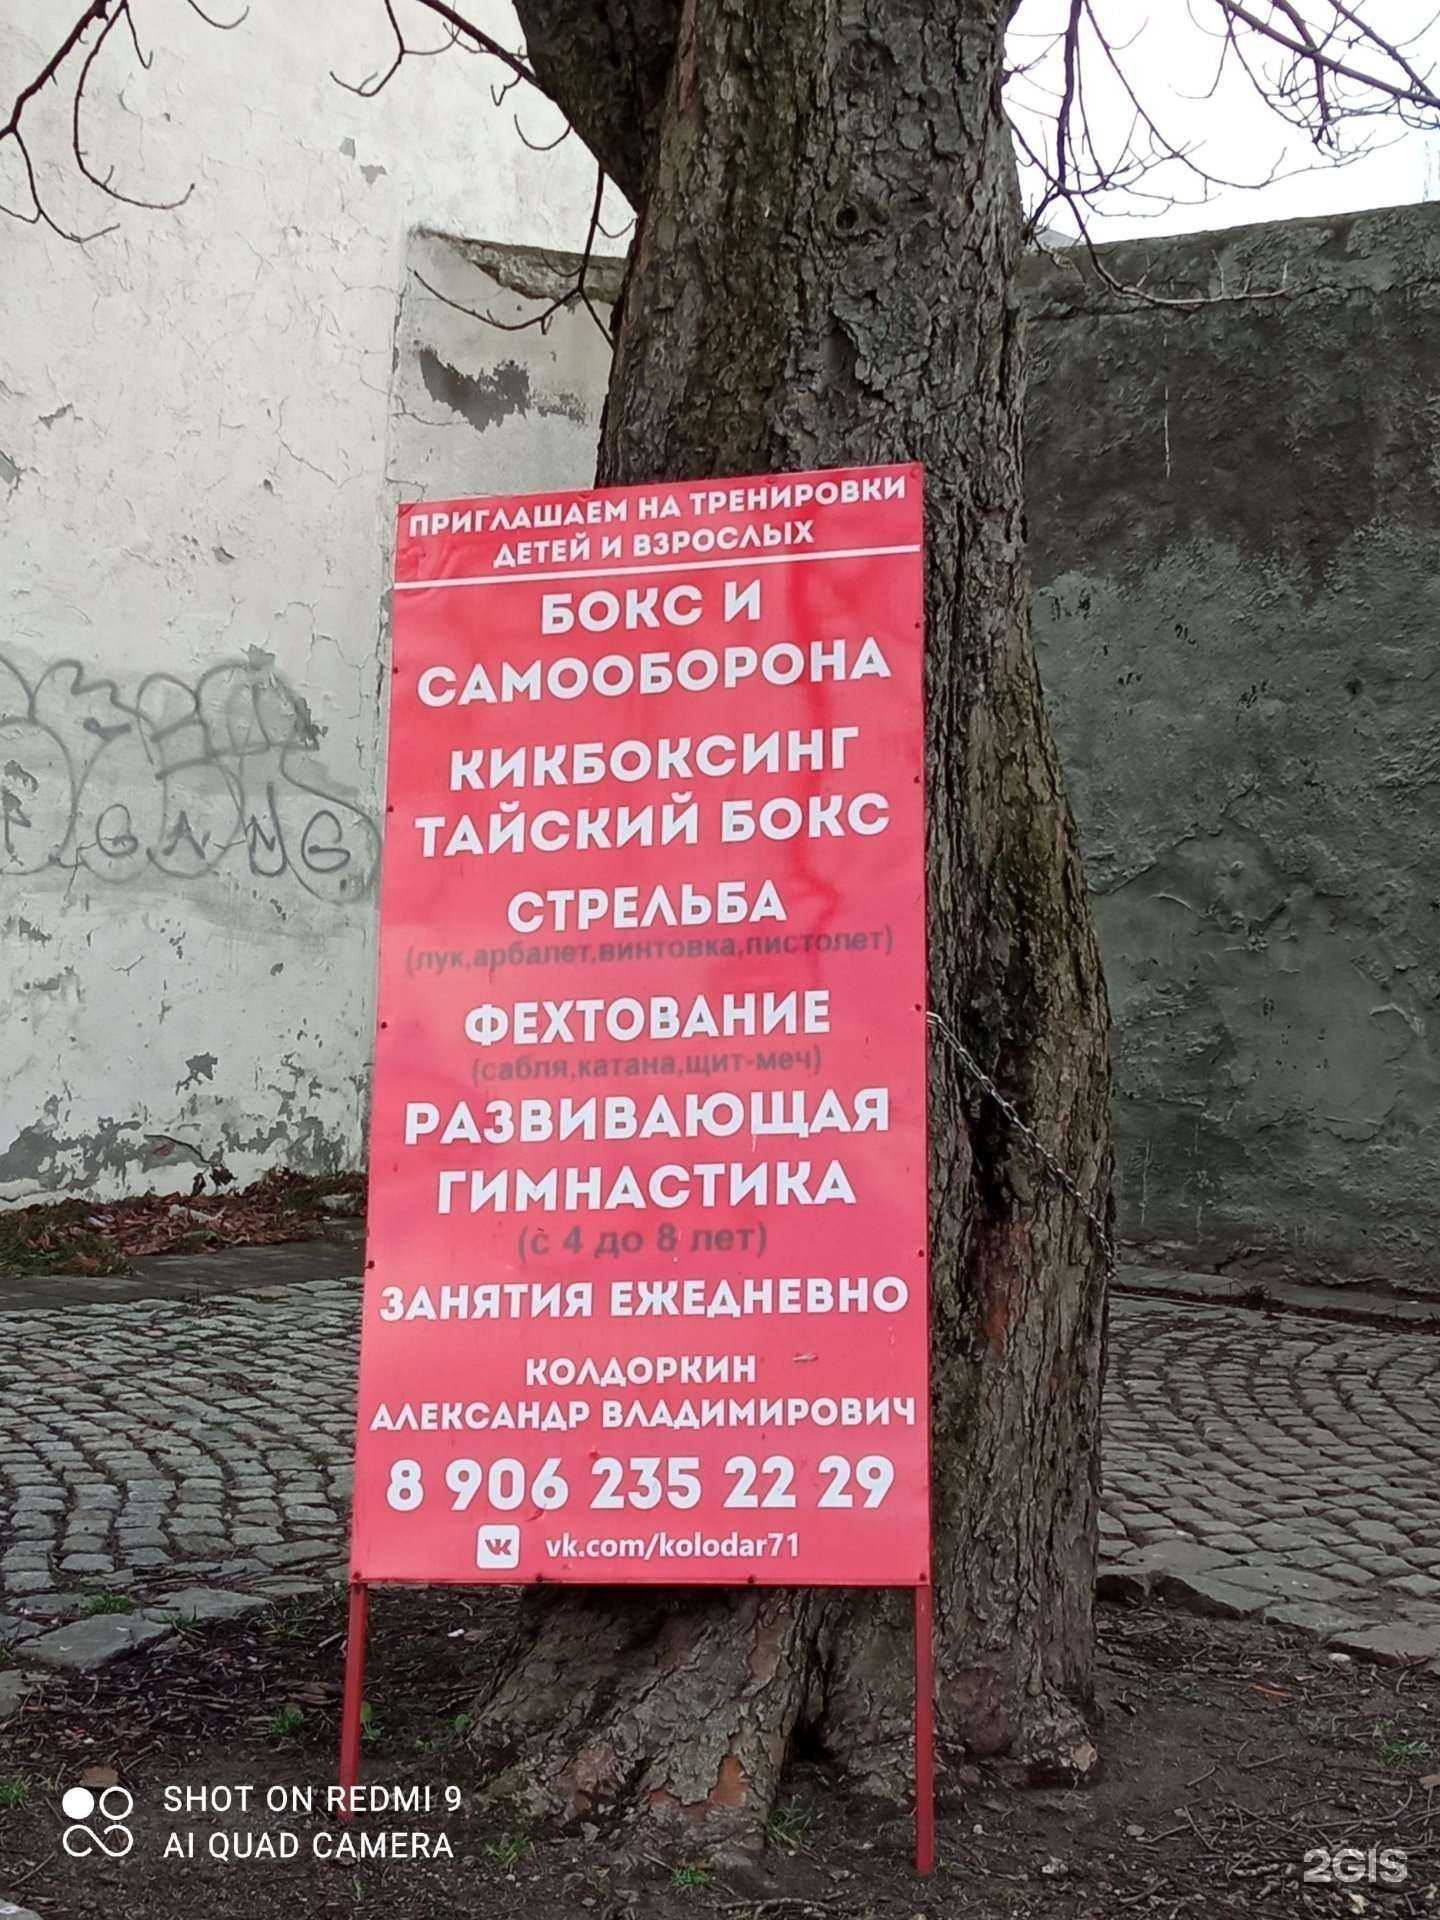 ПРИГЛАШАЕМ НА ТРЕНИРОВКИ
ДЕТЕЙ И ВЗРОСЛЫХ
БОКС И
САМООБОРОНА
КИКБОКСИНГ
ТАЙСКИЙ БОКС
СТРЕЛЬБА
(лук,арбалет,винтовка,пистолет)
ФЕХТОВАНИЕ
(сабля,катана,щит-меч)
РАЗВИВАЮЩАЯ
ГИМНАСТИКА
(с 4 до 8 лет)
ЗАНЯТИЯ ЕЖЕДНЕВНО
КОЛДОРКИН
АЛЕКСАНДР ВЛАДИМИРОВИЧ
8 906 235 22 29
vk.com/kolodar71
GANG
SHOT ON REDMI 9
AI QUAD CAMERA
2GIS